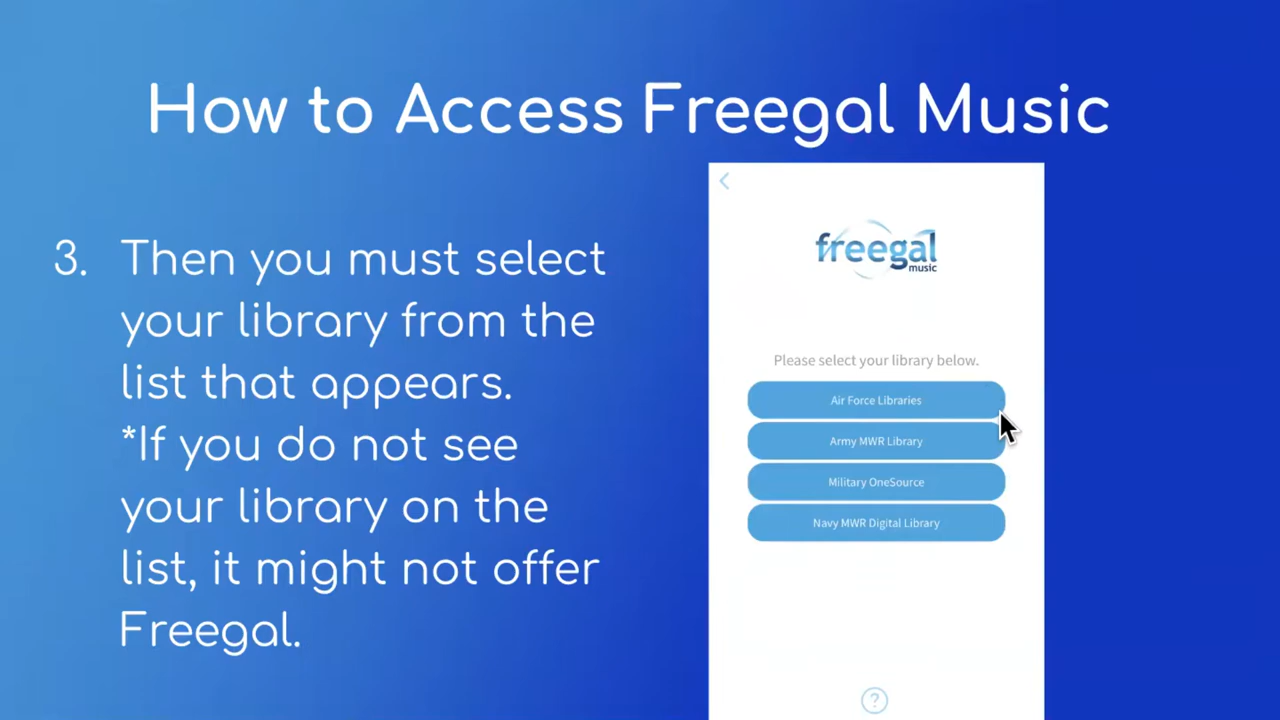 How to Access Freegal Music
3. Then you must select
your library from the
list that appears.
*If you do not see
your library on the
list, it might not offer
Freegal.
freegal
music
Please select your library below.
Air Force Libraries
Army MWR Library
Military OneSource
Navy MWR Digital Library
?